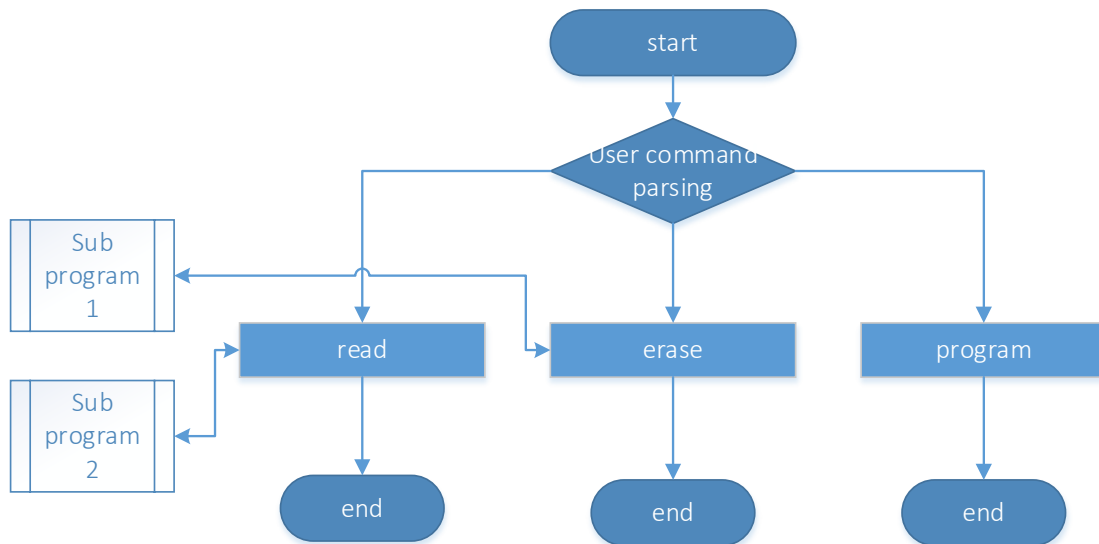 start
User command
parsing
Sub
program
1
read
erase
program
Sub
program
2
end
end
end